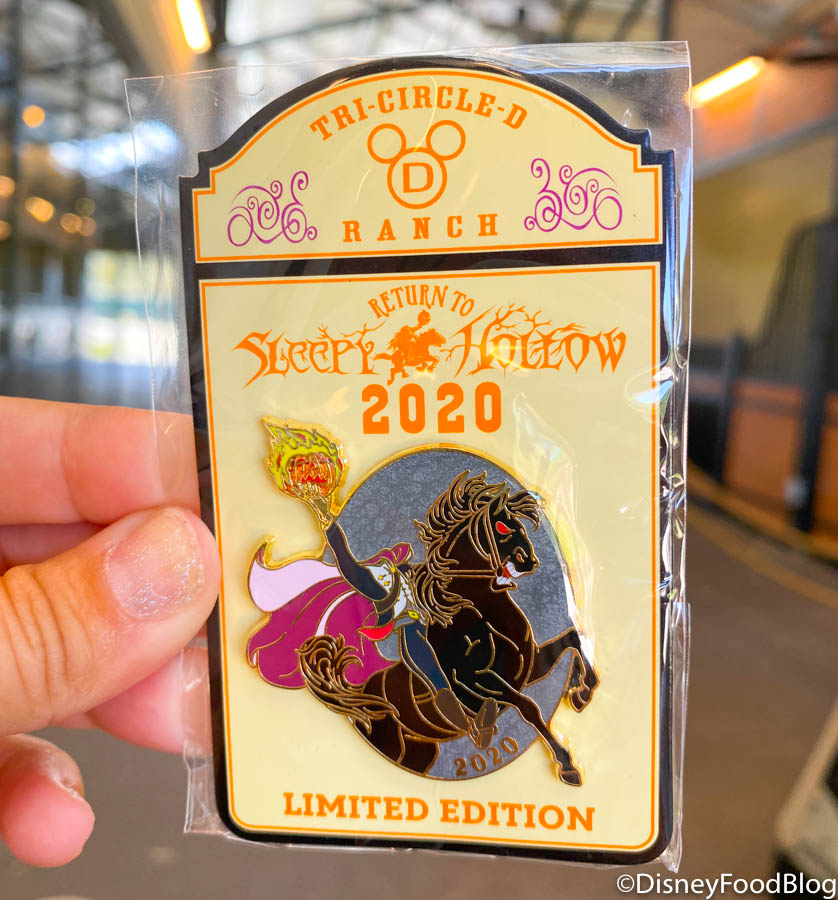 TRI-CIRCLE-D
D
RANCH
RETURN TO
SLEEPY HOLLOW
2020
2020
LIMITED EDITION
©DisneyFoodBlog